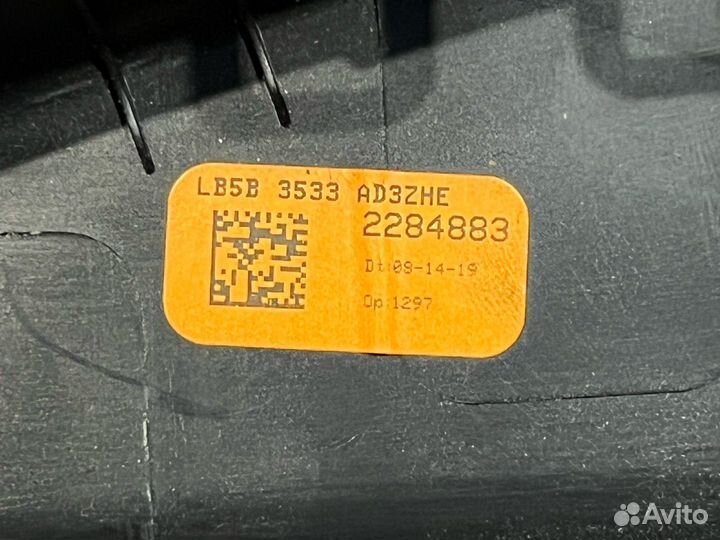 LB5B 3533 AD3ZHE
2284883
Dt:08-14-19
Op:1297
Avito